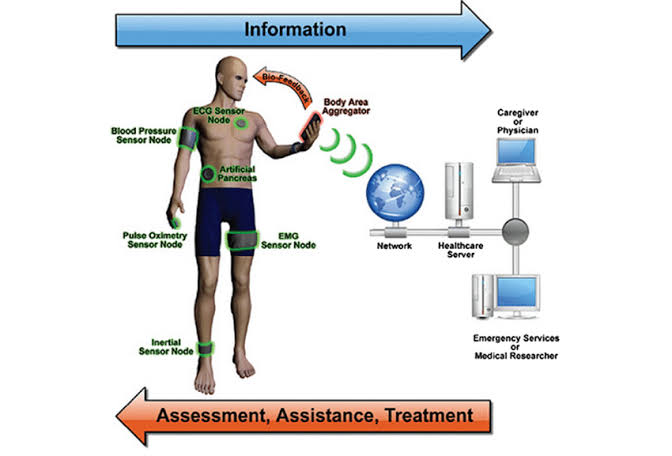 Information
Bio-Feedback
ECG Sensor
Node
Body Area
Aggregator
Blood Pressure
Sensor Node
Caregiver
or
Physician
Artificial
Pancreas
Pulse Oximetry
Sensor Node
EMG
Sensor Node
Network
Healthcare
Server
Inertial
Sensor Node
Emergency Services
or
Medical Researcher
Assessment, Assistance, Treatment